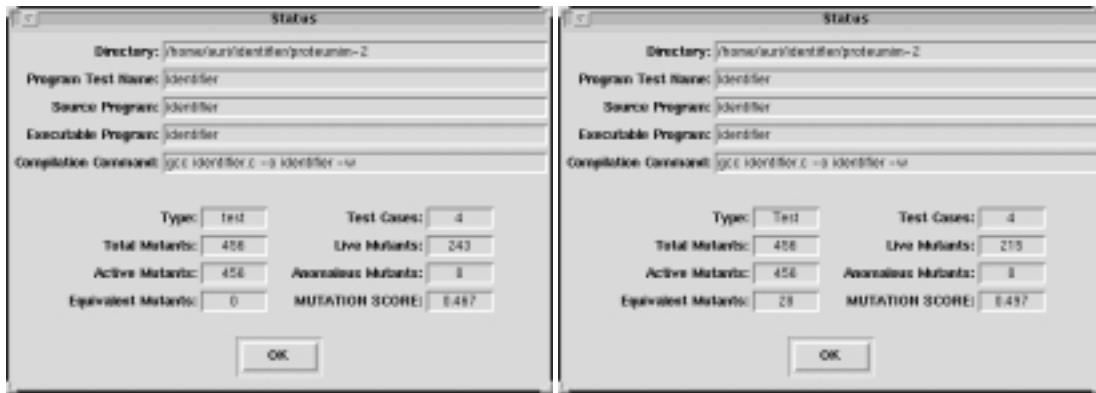 Status
Directory: /home/auri/identifier/proteumim-2
Program Test Name: identifier
Source Program: identifier
Executable Program: identifier
Compilation Command: gcc identifier.c -o identifier -w
Type: test Test Cases: 4
Total Mutants: 456 Live Mutants: 243
Active Mutants: 456 Anomalous Mutants: 0
Equivalent Mutants: 0 MUTATION SCORE: 0.467
OK
Status
Directory: /home/auri/identifier/proteumim-2
Program Test Name: identifier
Source Program: identifier
Executable Program: identifier
Compilation Command: gcc identifier.c -o identifier -w
Type: Test Test Cases: 4
Total Mutants: 456 Live Mutants: 215
Active Mutants: 456 Anomalous Mutants: 0
Equivalent Mutants: 28 MUTATION SCORE: 0.497
OK